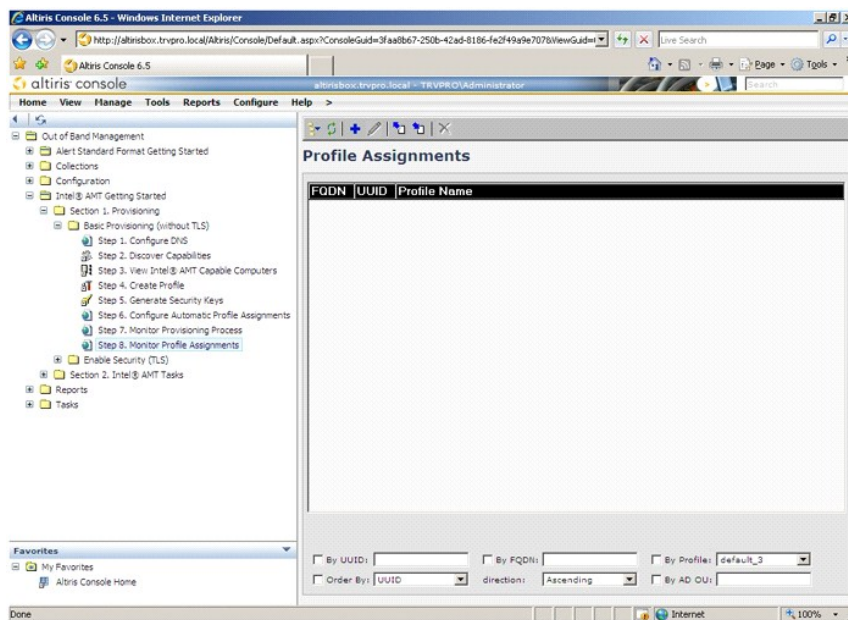 Altiris Console 6.5 - Windows Internet Explorer
http://altirisbox.trvpro.local/Altiris/Console/Default.aspx?ConsoleGuid=3faa8b67-250b-42ad-8186-fe2f49a9e707&ViewGuid=
Live Search
Altiris Console 6.5
Page
Tools
altiris console
altirisbox.trvpro.local - TRVPRO\Administrator
Search
Home View Manage Tools Reports Configure Help >
Out of Band Management
Alert Standard Format Getting Started
Collections
Configuration
Intel® AMT Getting Started
Section 1. Provisioning
Basic Provisioning (without TLS)
Step 1. Configure DNS
Step 2. Discover Capabilities
Step 3. View Intel® AMT Capable Computers
Step 4. Create Profile
Step 5. Generate Security Keys
Step 6. Configure Automatic Profile Assignments
Step 7. Monitor Provisioning Process
Step 8. Monitor Profile Assignments
Enable Security (TLS)
Section 2. Intel® AMT Tasks
Reports
Tasks
Profile Assignments
FQDN UUID Profile Name
Favorites
My Favorites
Altiris Console Home
By UUID: By FQDN: By Profile: default_3
Order By: UUID direction: Ascending By AD OU:
Done
Internet
100%